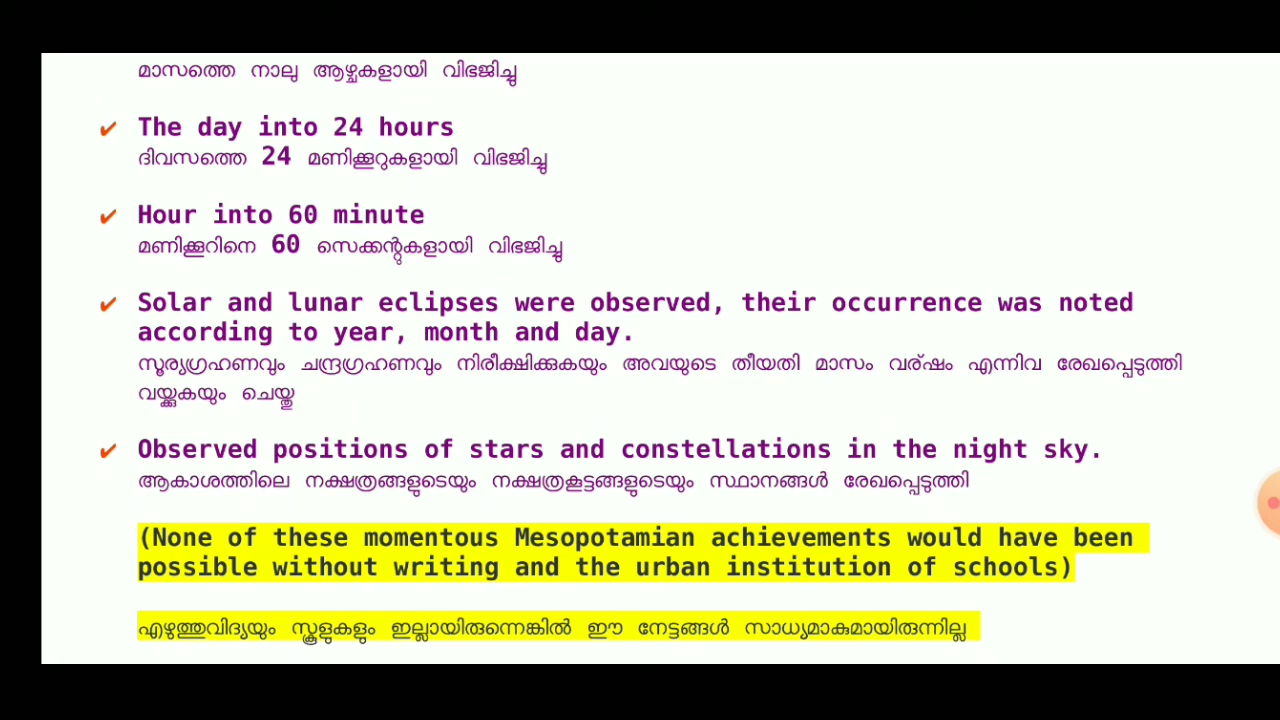 മാസത്തെ നാലു ആഴ്ചകളായി വിഭജിച്ചു
✔ The day into 24 hours
ദിവസത്തെ 24 മണിക്കൂറുകളായി വിഭജിച്ചു
✔ Hour into 60 minute
മണിക്കൂറിനെ 60 സെക്കന്റുകളായി വിഭജിച്ചു
✔ Solar and lunar eclipses were observed, their occurrence was noted
according to year, month and day.
സൂര്യഗ്രഹണവും ചന്ദ്രഗ്രഹണവും നിരീക്ഷിക്കുകയും അവയുടെ തീയതി മാസം വര്ഷം എന്നിവ രേഖപ്പെടുത്തി
വയ്ക്കുകയും ചെയ്തു
✔ Observed positions of stars and constellations in the night sky.
ആകാശത്തിലെ നക്ഷത്രങ്ങളുടെയും നക്ഷത്രകൂട്ടങ്ങളുടെയും സ്ഥാനങ്ങൾ രേഖപ്പെടുത്തി
(None of these momentous Mesopotamian achievements would have been
possible without writing and the urban institution of schools)
എഴുത്തുവിദ്യയും സ്കൂളുകളും ഇല്ലായിരുന്നെങ്കിൽ ഈ നേട്ടങ്ങൾ സാധ്യമാകുമായിരുന്നില്ല